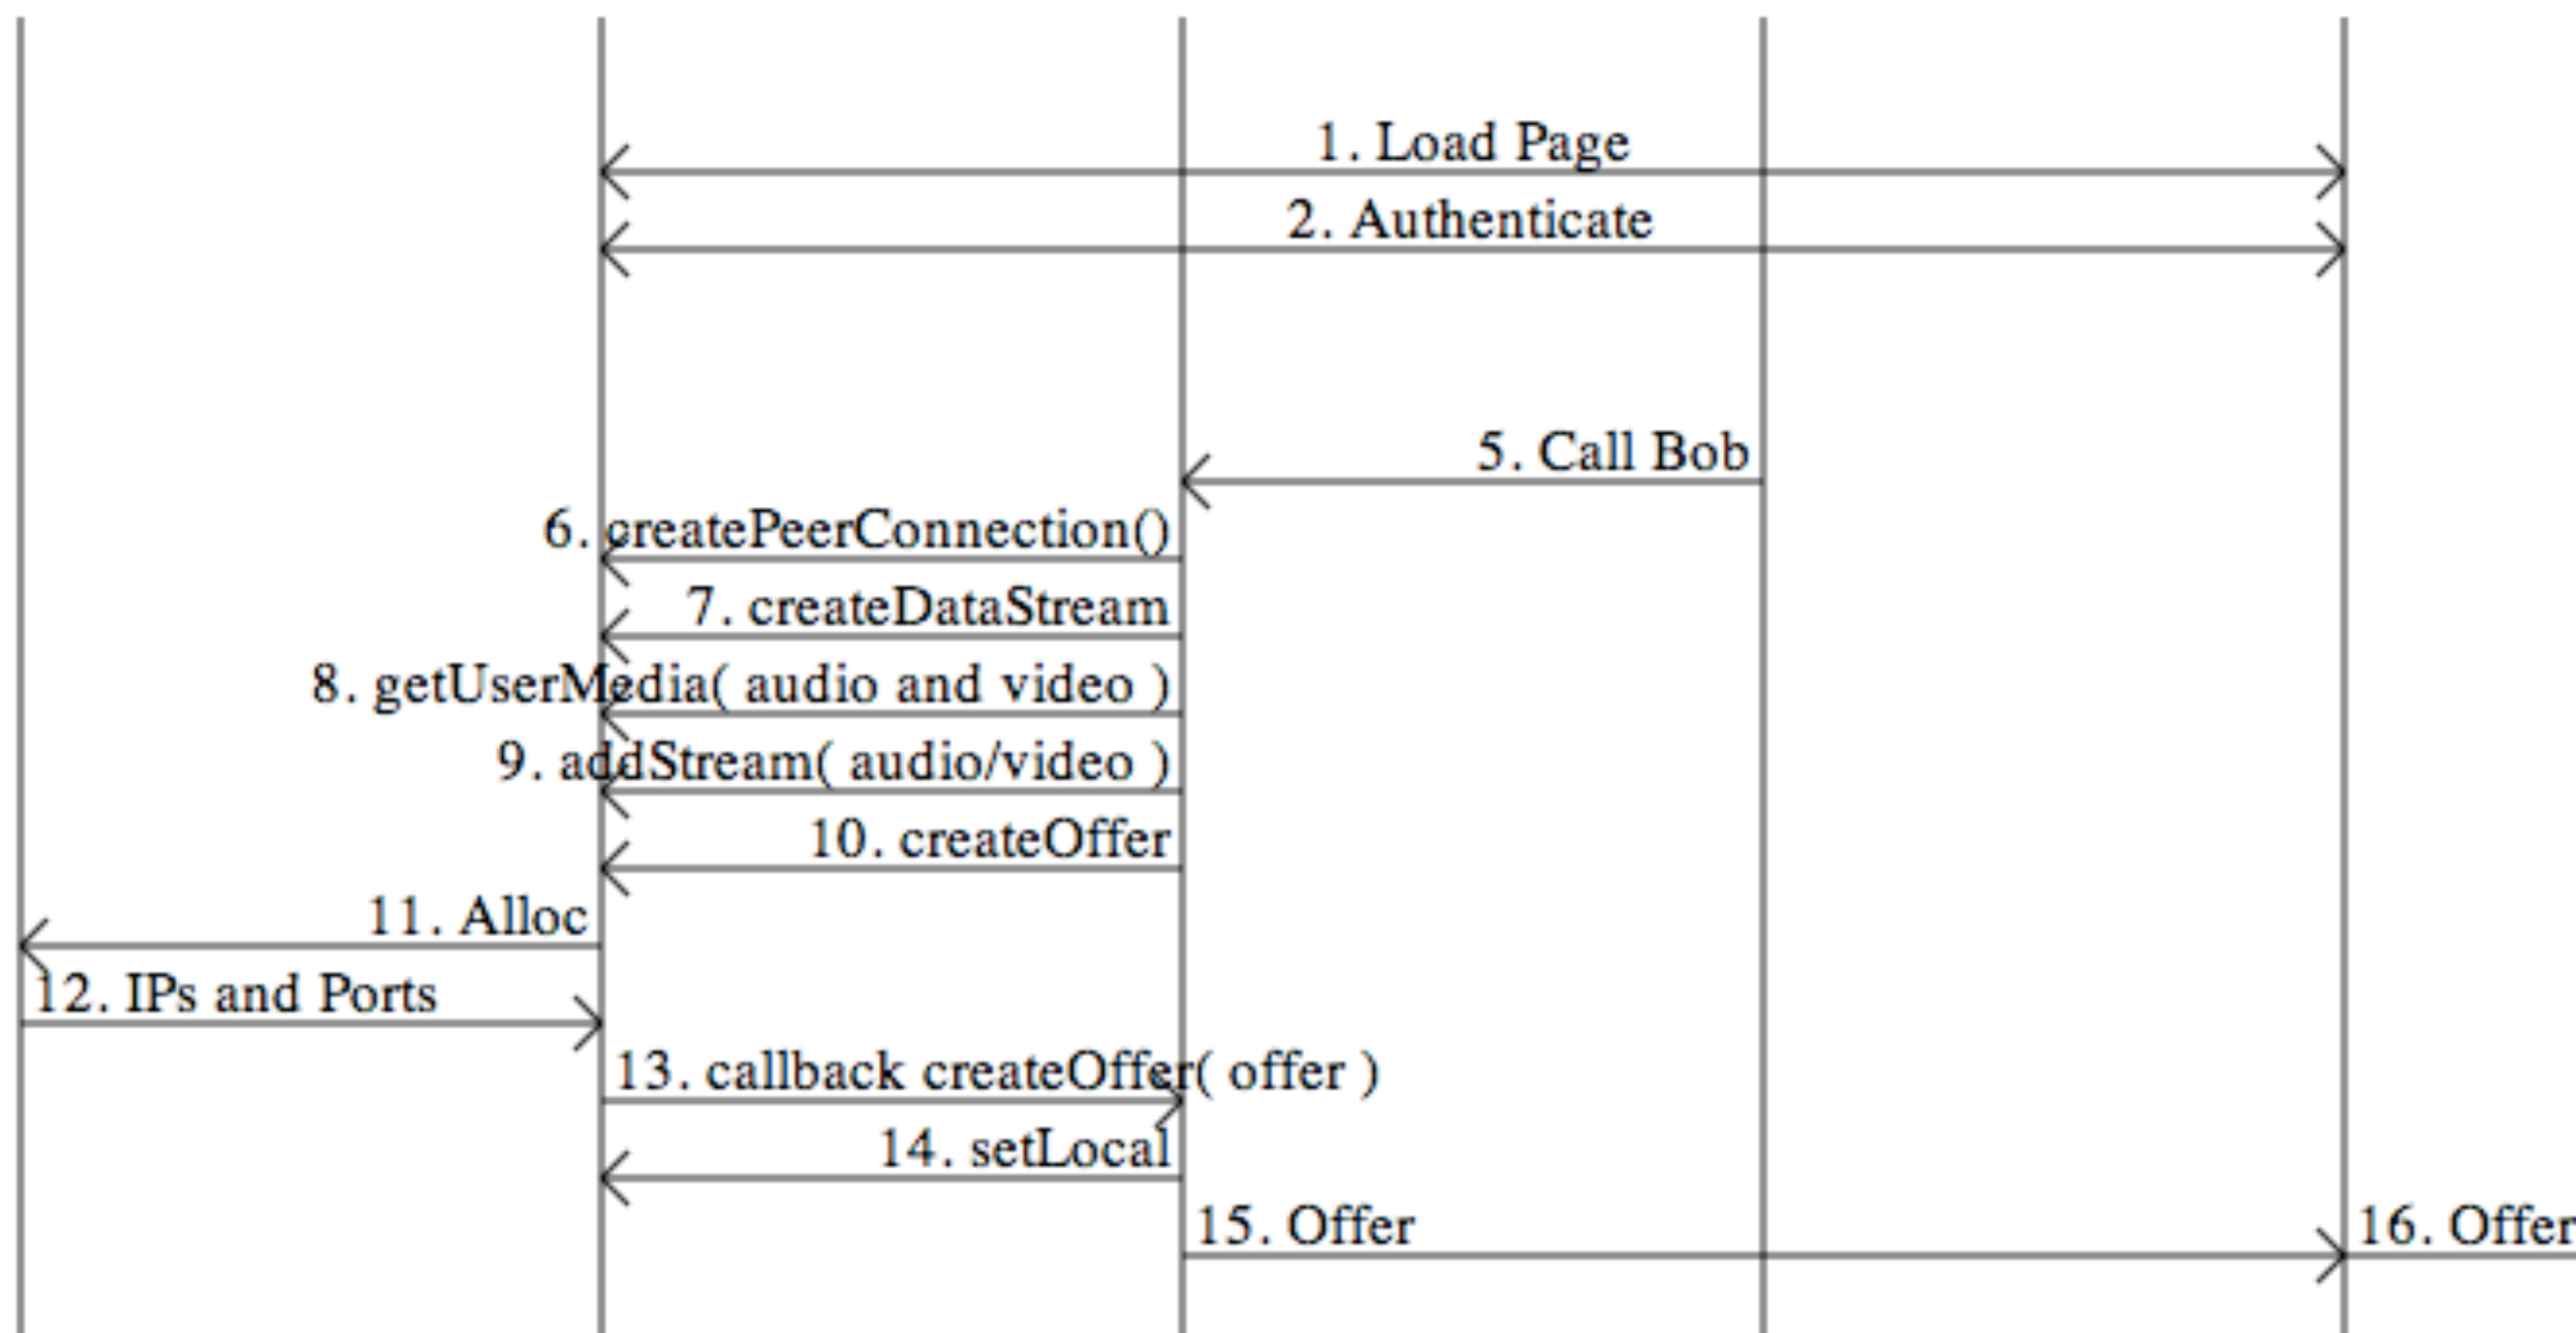 1. Load Page
2. Authenticate
5. Call Bob
6. createPeerConnection()
7. createDataStream
8. getUserMedia( audio and video )
9. addStream( audio/video )
10. createOffer
11. Alloc
12. IPs and Ports
13. callback createOffer( offer )
14. setLocal
15. Offer
16. Offer